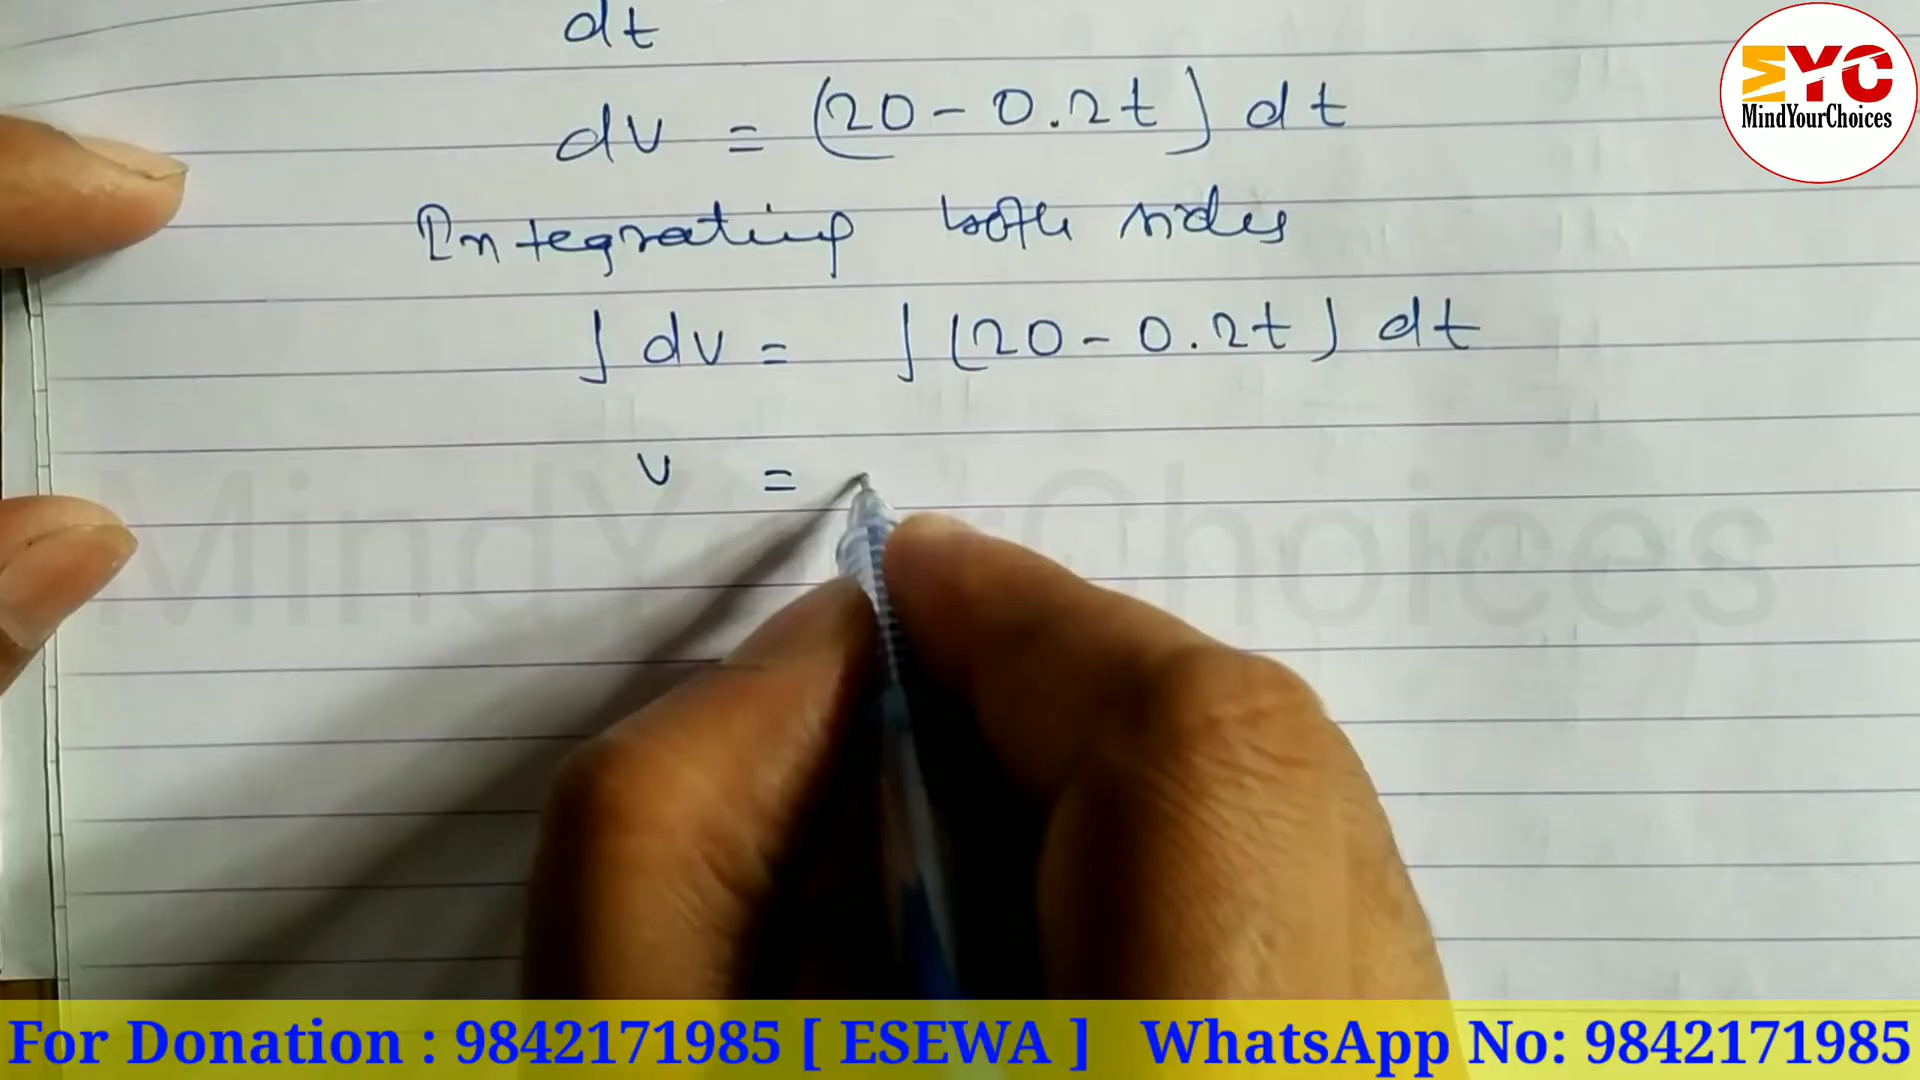 dt
dv = (20 - 0.2t) dt
Integrating both sides
∫ dv = ∫ (20 - 0.2t) dt
v =
MYC
MindYourChoices
MindYourChoices
For Donation : 9842171985 [ ESEWA ] WhatsApp No: 9842171985